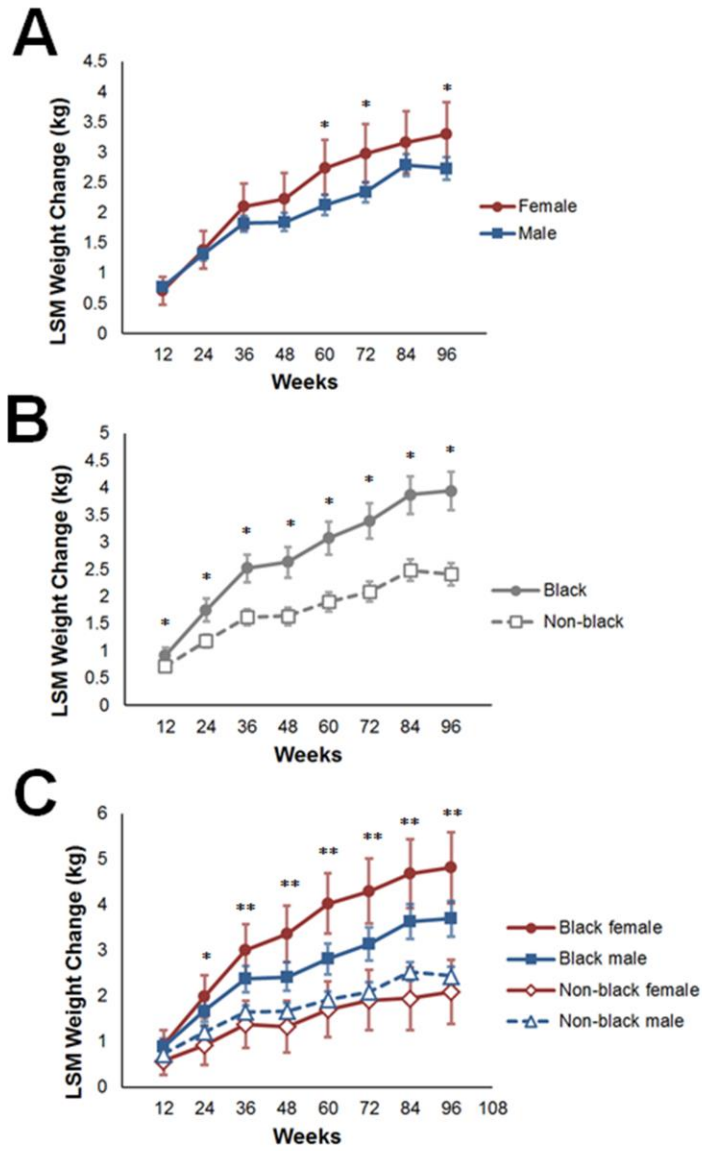 A
LSM Weight Change (kg)
4.5
4
3.5
3
2.5
2
1.5
1
0.5
0
* * *
Female
Male
12 24 36 48 60 72 84 96
Weeks
B
LSM Weight Change (kg)
5
4.5
4
3.5
3
2.5
2
1.5
1
0.5
0
* * * * * * * *
Black
Non-black
12 24 36 48 60 72 84 96
Weeks
C
LSM Weight Change (kg)
6
5
4
3
2
1
0
* ** ** ** ** ** **
Black female
Black male
Non-black female
Non-black male
12 24 36 48 60 72 84 96 108
Weeks